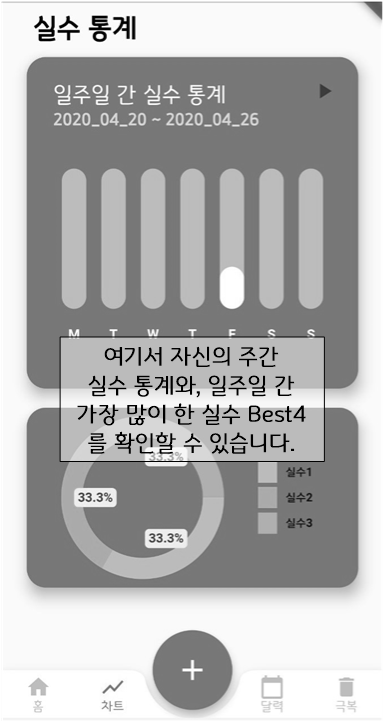 실수 통계
일주일 간 실수 통계
2020_04_20 ~ 2020_04_26
M T W T F S S
여기서 자신의 주간
실수 통계와, 일주일 간
가장 많이 한 실수 Best4
를 확인할 수 있습니다.
33.3%
33.3%
33.3%
실수1
실수2
실수3
+
홈 차트 달력 극복